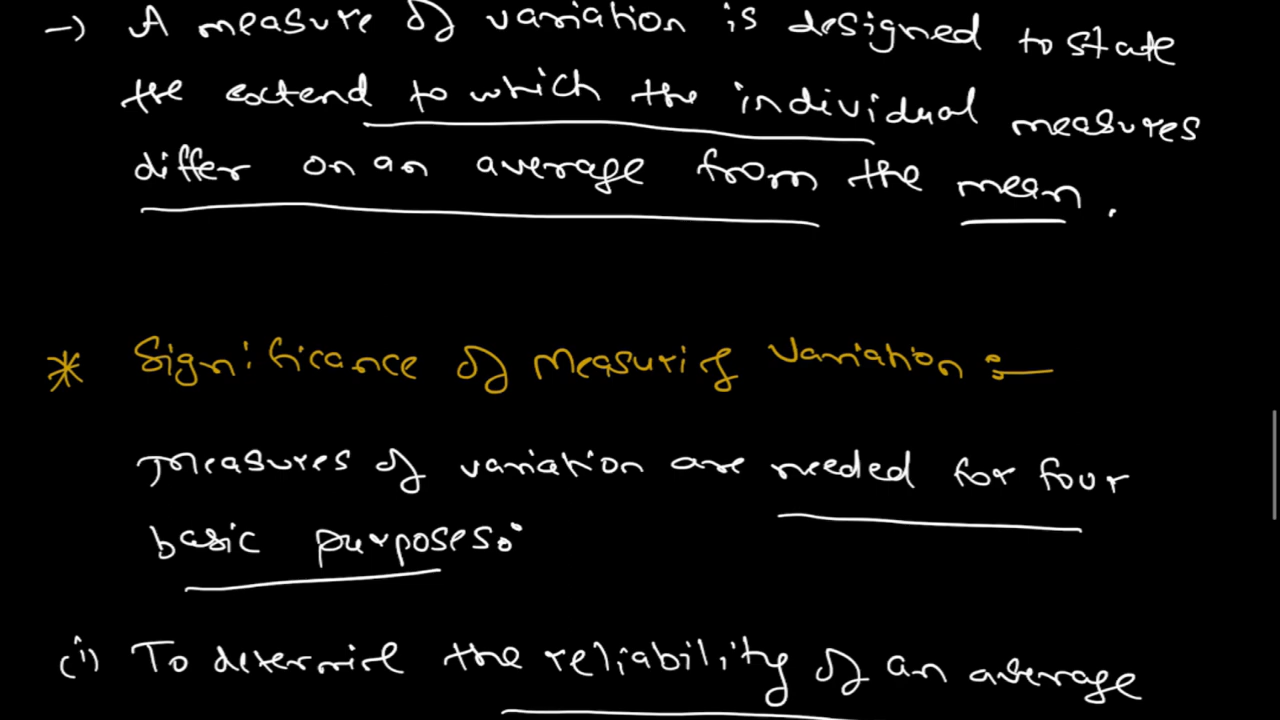 -> A measure of variation is designed to state
the extend to which the individual measures
differ on an average from the mean.
* Significance of measurig Variation :-
Measures of variation are needed for four
basic purposes:
(i) To determine the reliability of an average